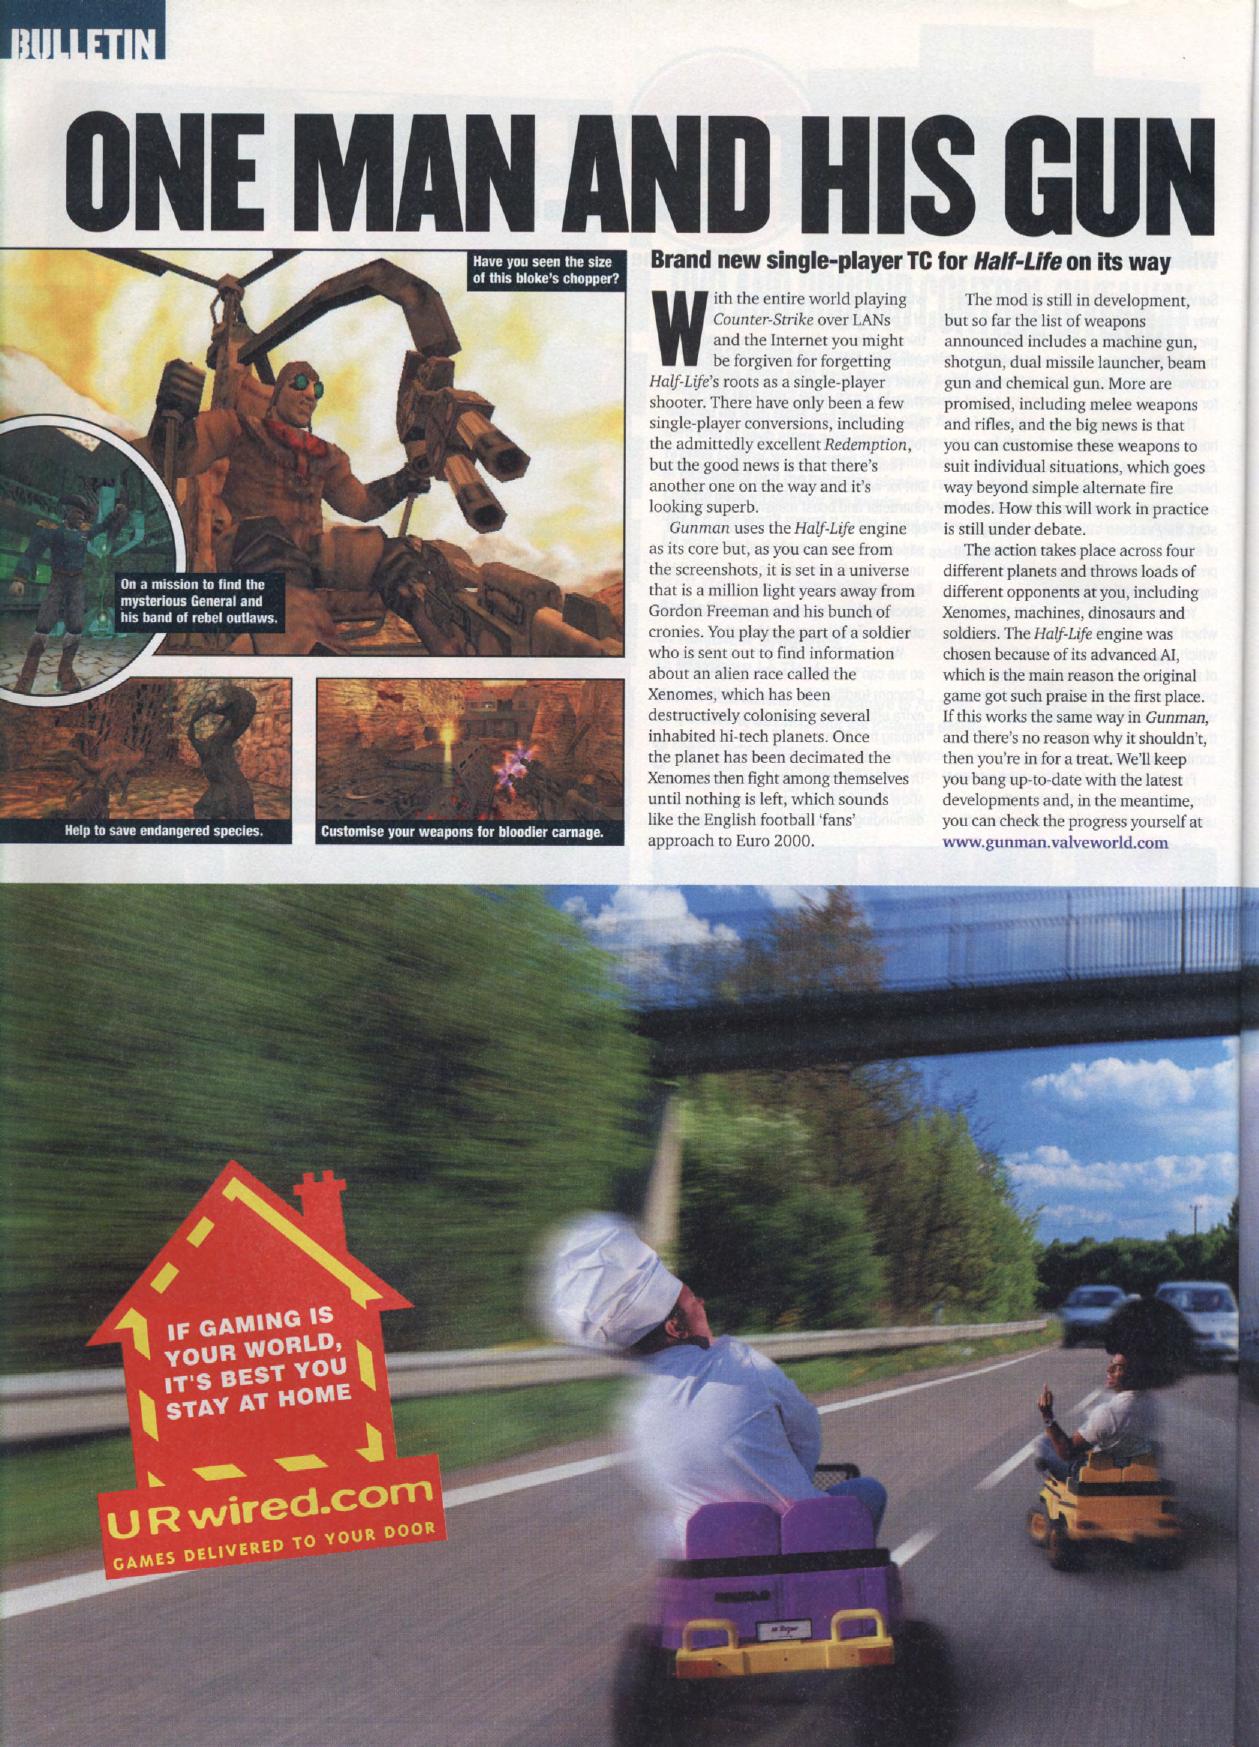 BULLETIN
ONE MAN AND HIS GUN
Have you seen the size
of this bloke's chopper?
On a mission to find the
mysterious General and
his band of rebel outlaws.
Help to save endangered species.
Customise your weapons for bloodier carnage.
Brand new single-player TC for Half-Life on its way
With the entire world playing
Counter-Strike over LANs
and the Internet you might
be forgiven for forgetting
Half-Life's roots as a single-player
shooter. There have only been a few
single-player conversions, including
the admittedly excellent Redemption,
but the good news is that there's
another one on the way and it's
looking superb.
Gunman uses the Half-Life engine
as its core but, as you can see from
the screenshots, it is set in a universe
that is a million light years away from
Gordon Freeman and his bunch of
cronies. You play the part of a soldier
who is sent out to find information
about an alien race called the
Xenomes, which has been
destructively colonising several
inhabited hi-tech planets. Once
the planet has been decimated the
Xenomes then fight among themselves
until nothing is left, which sounds
like the English football 'fans'
approach to Euro 2000.
The mod is still in development,
but so far the list of weapons
announced includes a machine gun,
shotgun, dual missile launcher, beam
gun and chemical gun. More are
promised, including melee weapons
and rifles, and the big news is that
you can customise these weapons to
suit individual situations, which goes
way beyond simple alternate fire
modes. How this will work in practice
is still under debate.
The action takes place across four
different planets and throws loads of
different opponents at you, including
Xenomes, machines, dinosaurs and
soldiers. The Half-Life engine was
chosen because of its advanced AI,
which is the main reason the original
game got such praise in the first place.
If this works the same way in Gunman,
and there's no reason why it shouldn't,
then you're in for a treat. We'll keep
you bang up-to-date with the latest
developments and, in the meantime,
you can check the progress yourself at
www.gunman.valveworld.com
IF GAMING IS
YOUR WORLD,
IT'S BEST YOU
STAY AT HOME
URwired.com
GAMES DELIVERED TO YOUR DOOR